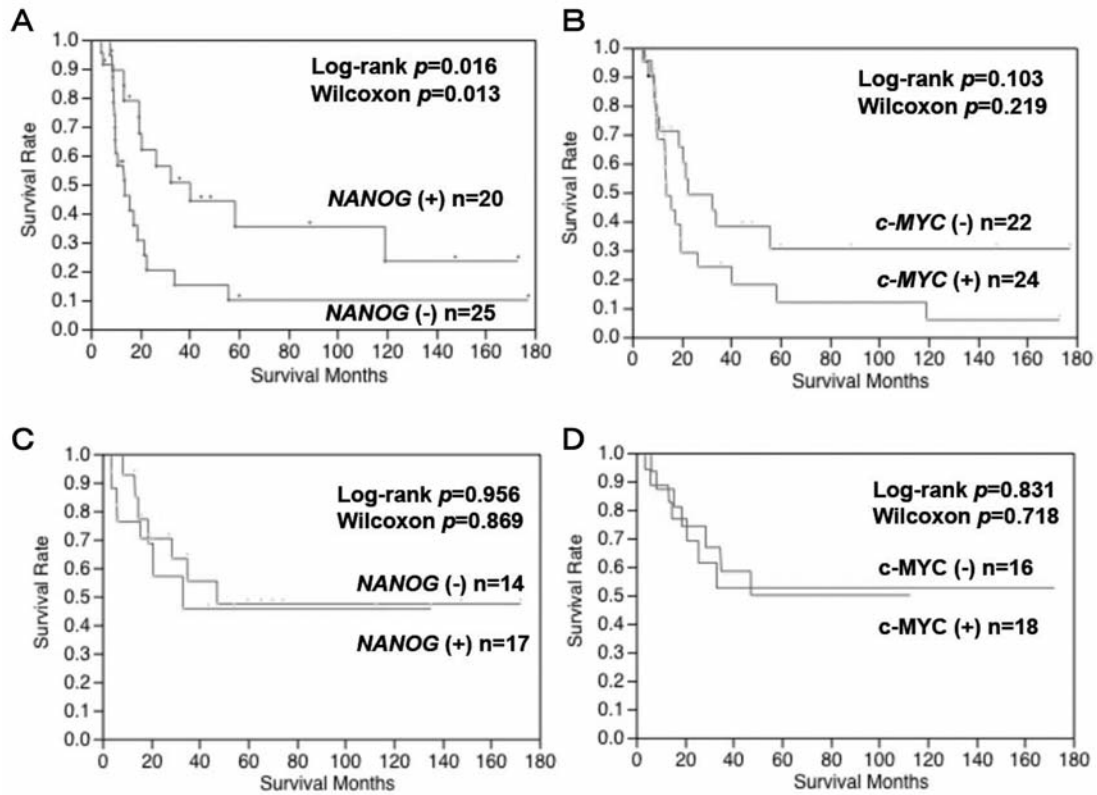 A
Log-rank p=0.016
Wilcoxon p=0.013
NANOG (+) n=20
NANOG (-) n=25
Survival Rate
1.0
0.9
0.8
0.7
0.6
0.5
0.4
0.3
0.2
0.1
0.0
0 20 40 60 80 100 120 140 160 180
Survival Months
B
Log-rank p=0.103
Wilcoxon p=0.219
c-MYC (-) n=22
c-MYC (+) n=24
Survival Rate
1.0
0.9
0.8
0.7
0.6
0.5
0.4
0.3
0.2
0.1
0.0
0 20 40 60 80 100 120 140 160 180
Survival Months
C
Log-rank p=0.956
Wilcoxon p=0.869
NANOG (-) n=14
NANOG (+) n=17
Survival Rate
1.0
0.9
0.8
0.7
0.6
0.5
0.4
0.3
0.2
0.1
0.0
0 20 40 60 80 100 120 140 160 180
Survival Months
D
Log-rank p=0.831
Wilcoxon p=0.718
c-MYC (-) n=16
c-MYC (+) n=18
Survival Rate
1.0
0.9
0.8
0.7
0.6
0.5
0.4
0.3
0.2
0.1
0.0
0 20 40 60 80 100 120 140 160 180
Survival Months